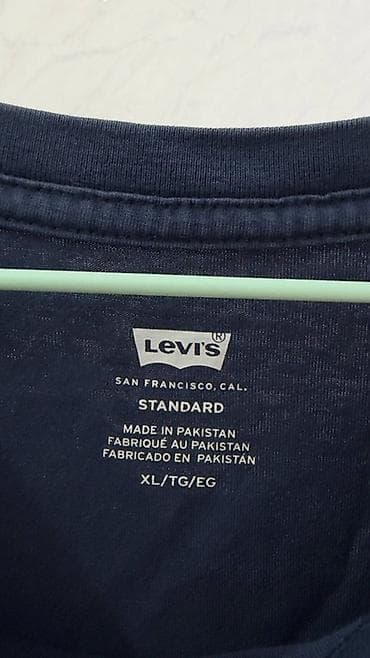 Levi's®
SAN FRANCISCO, CAL.
STANDARD
MADE IN PAKISTAN
FABRIQUÉ AU PAKISTAN
FABRICADO EN PAKISTÁN
XL/TG/EG